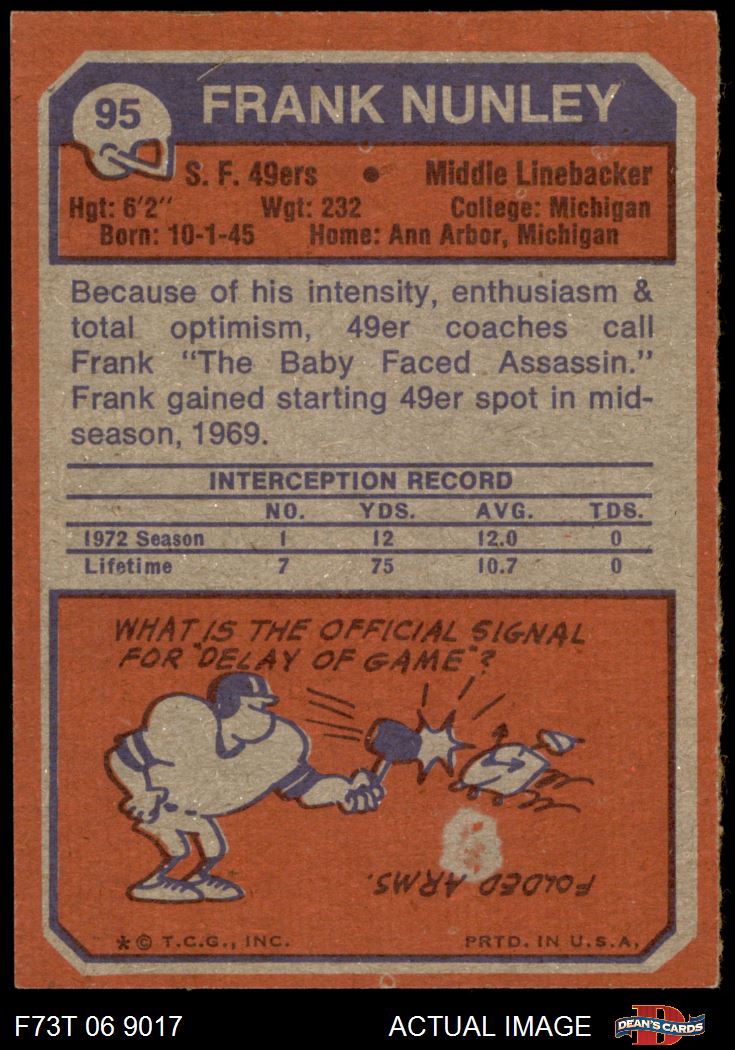 95
FRANK NUNLEY
S. F. 49ers • Middle Linebacker
Hgt: 6'2" Wgt: 232 College: Michigan
Born: 10-1-45 Home: Ann Arbor, Michigan
Because of his intensity, enthusiasm &
total optimism, 49er coaches call
Frank “The Baby Faced Assassin.”
Frank gained starting 49er spot in mid-
season, 1969.
INTERCEPTION RECORD
NO. YDS. AVG. TDS.
1972 Season 1 12 12.0 0
Lifetime 7 75 10.7 0
WHAT IS THE OFFICIAL SIGNAL
FOR "DELAY OF GAME"?
FOLDED ARMS.
* © T.C.G., INC. PRTD. IN U.S.A.
F73T 06 9017 ACTUAL IMAGE
D
DEAN'S CARDS